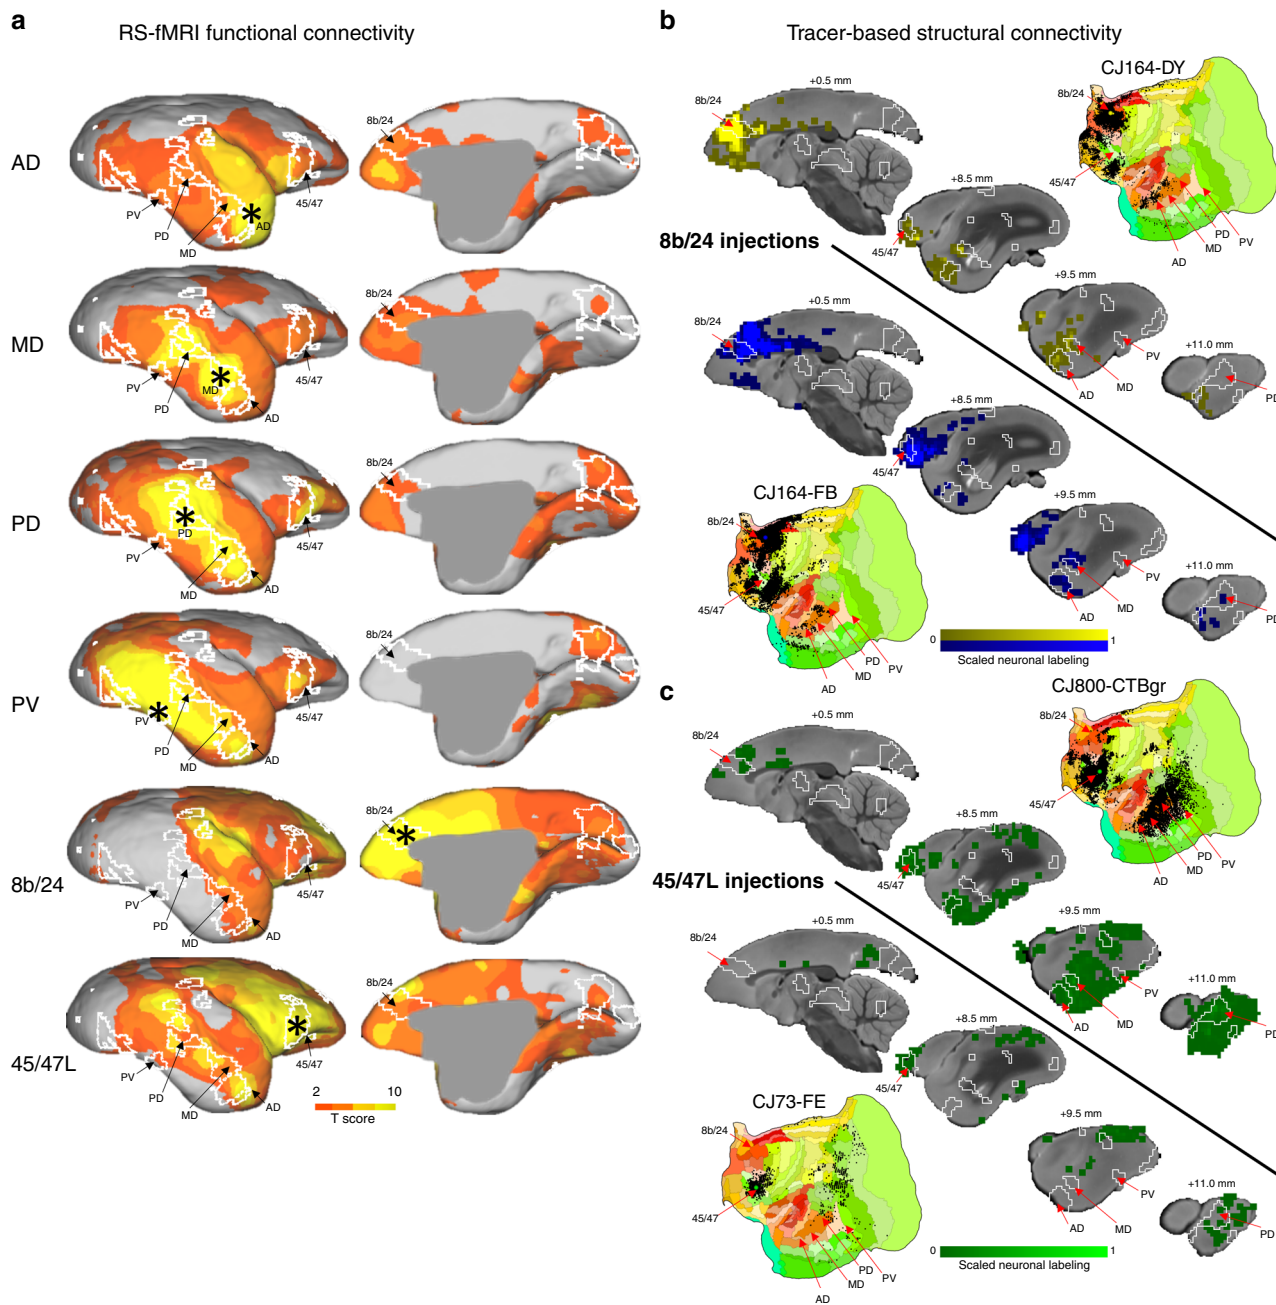 a
RS-fMRI functional connectivity
AD
PV
PD
MD
AD
45/47
8b/24
MD
PV
PD
MD
AD
45/47
8b/24
PD
PV
PD
MD
AD
45/47
8b/24
PV
PV
PD
MD
AD
45/47
8b/24
8b/24
PV
PD
MD
AD
45/47
8b/24
45/47L
PV
PD
MD
AD
45/47
8b/24
2
10
T score
b
Tracer-based structural connectivity
CJ164-DY
8b/24
45/47
PD
PV
MD
AD
+0.5 mm
8b/24
+8.5 mm
45/47
8b/24 injections
+9.5 mm
PV
MD
AD
+11.0 mm
PD
+0.5 mm
8b/24
+8.5 mm
45/47
CJ164-FB
8b/24
45/47
PD
PV
MD
AD
+9.5 mm
PV
MD
AD
+11.0 mm
PD
0
1
Scaled neuronal labeling
c
CJ800-CTBgr
8b/24
45/47
PD
PV
MD
AD
+0.5 mm
8b/24
+8.5 mm
45/47
45/47L injections
+9.5 mm
PV
MD
AD
+11.0 mm
PD
+0.5 mm
8b/24
+8.5 mm
45/47
CJ73-FE
8b/24
45/47
PD
PV
MD
AD
+9.5 mm
PV
MD
AD
+11.0 mm
PD
0
1
Scaled neuronal labeling